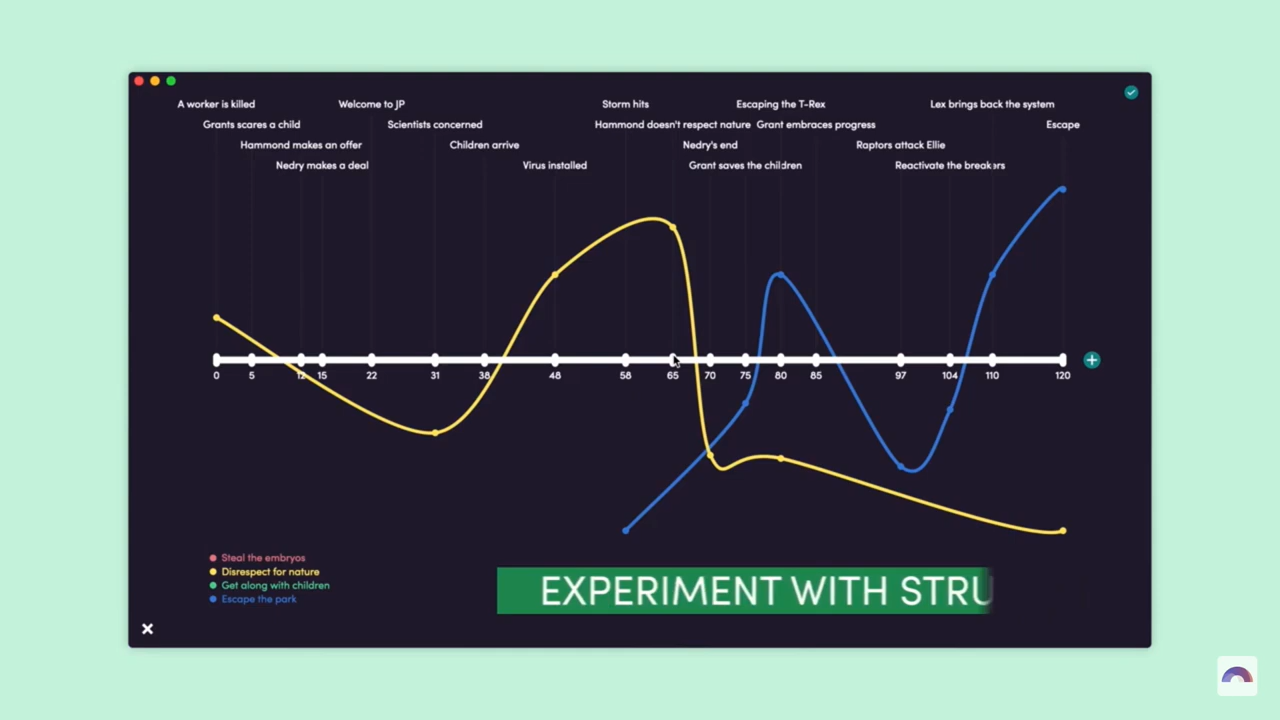 A worker is killed
Welcome to JP
Storm hits
Escaping the T-Rex
Lex brings back the system
Grants scares a child
Scientists concerned
Hammond doesn't respect nature
Grant embraces progress
Escape
Hammond makes an offer
Children arrive
Nedry's end
Raptors attack Ellie
Nedry makes a deal
Virus installed
Grant saves the children
Reactivate the breakers
0 5 12 15 22 31 38 48 58 65 70 75 80 85 97 104 110 120
Steal the embryos
Disrespect for nature
Get along with children
Escape the park
EXPERIMENT WITH STRU